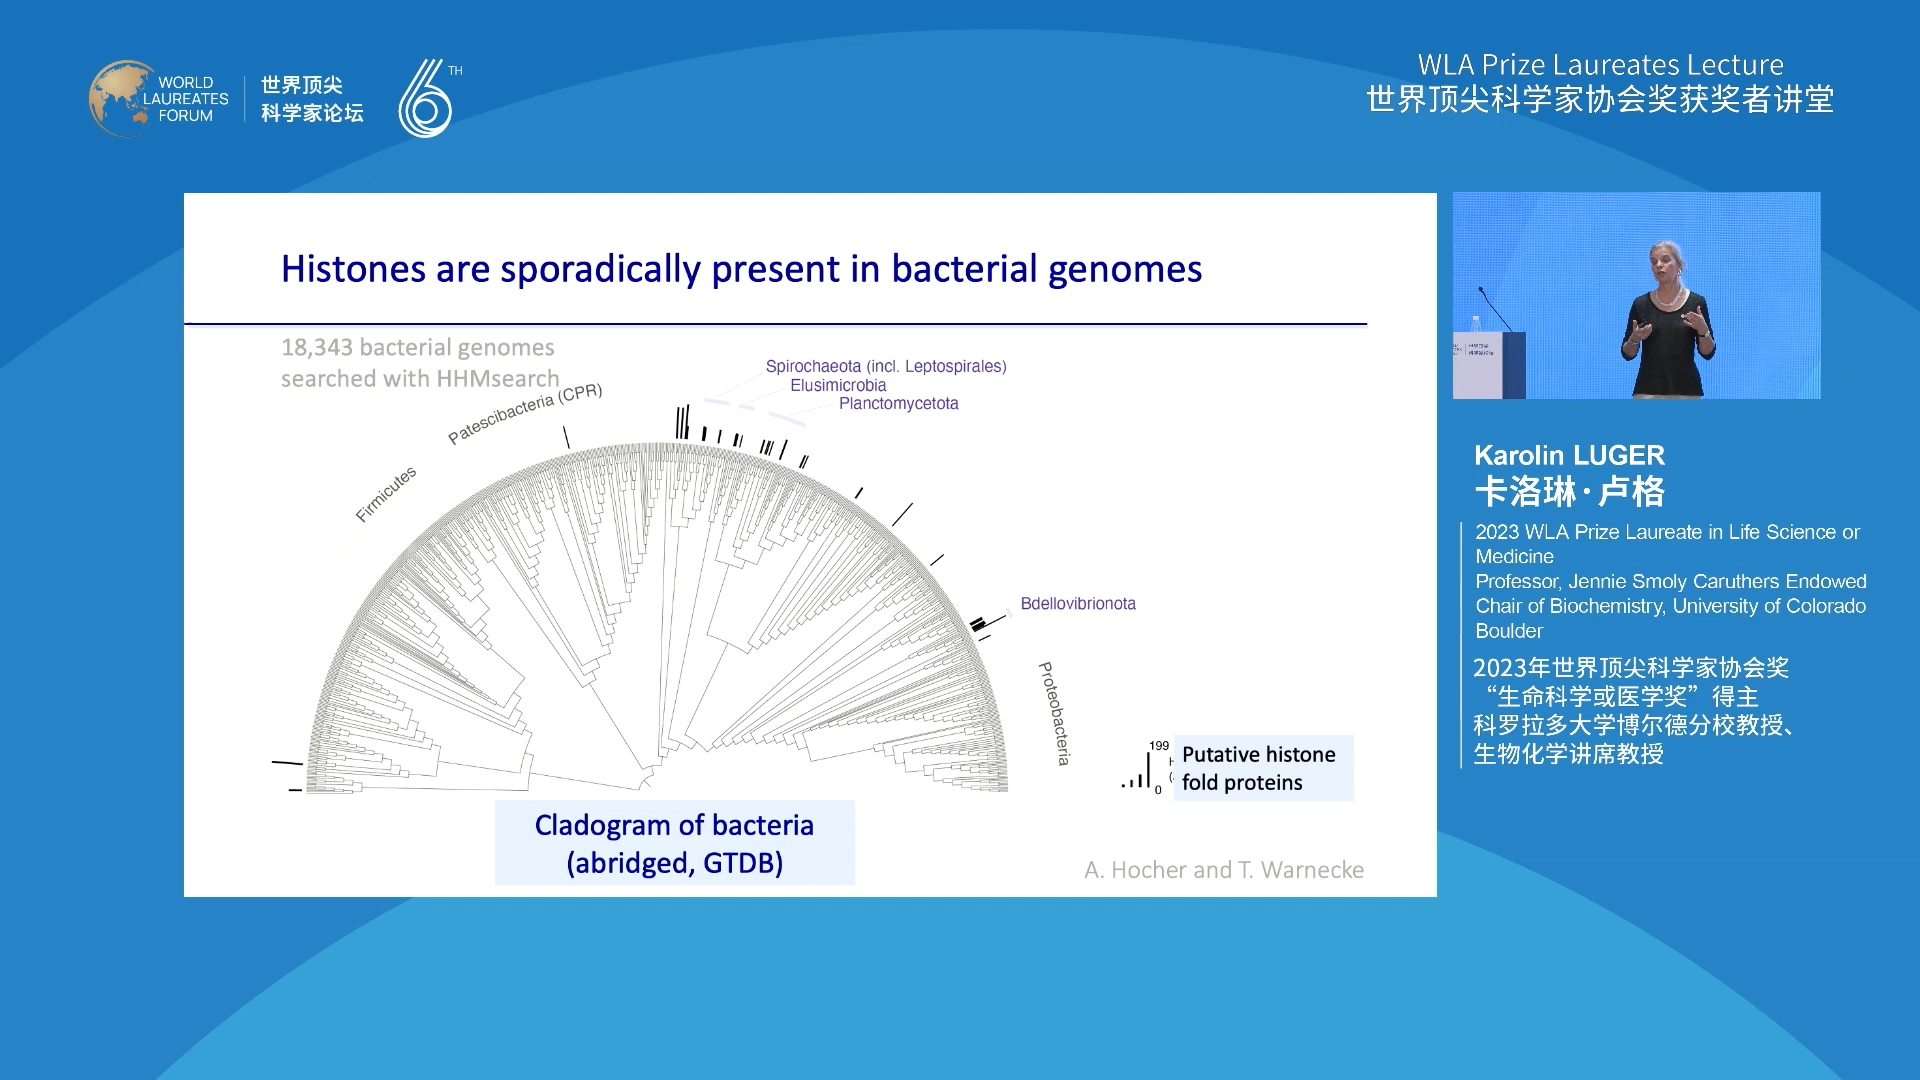 WORLD
LAUREATES
FORUM
世界顶尖
科学家论坛
6TH
WLA Prize Laureates Lecture
世界顶尖科学家协会奖获奖者讲堂
Histones are sporadically present in bacterial genomes
18,343 bacterial genomes
searched with HHMsearch
Patescibacteria (CPR)
Firmicutes
Spirochaeota (incl. Leptospirales)
Elusimicrobia
Planctomycetota
Bdellovibrionota
Proteobacteria
199
0
Putative histone
fold proteins
Cladogram of bacteria
(abridged, GTDB)
A. Hocher and T. Warnecke
Karolin LUGER
卡洛琳·卢格
2023 WLA Prize Laureate in Life Science or
Medicine
Professor, Jennie Smoly Caruthers Endowed
Chair of Biochemistry, University of Colorado
Boulder
2023年世界顶尖科学家协会奖
“生命科学或医学奖”得主
科罗拉多大学博尔德分校教授、
生物化学讲席教授